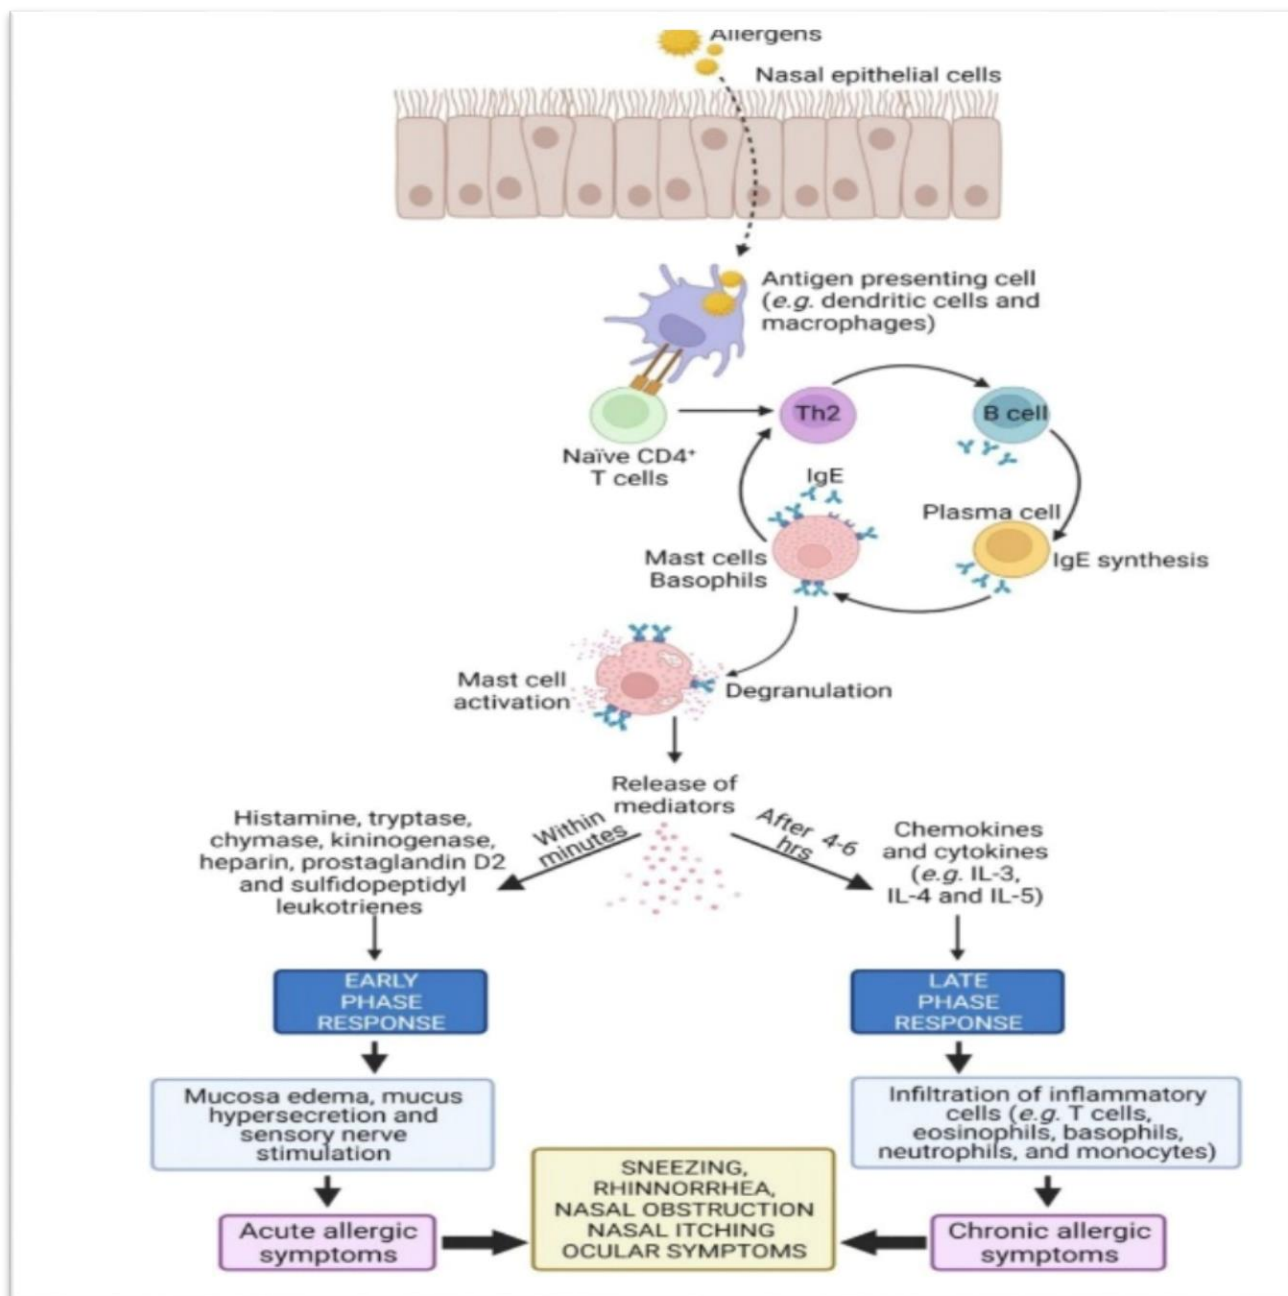 Allergens
Nasal epithelial cells
Antigen presenting cell
(e.g. dendritic cells and
macrophages)
Th2
B cell
Naïve CD4⁺
T cells
IgE
Plasma cell
Mast cells
Basophils
IgE synthesis
Mast cell
activation
Degranulation
Release of
mediators
Within
minutes
After 4-6
hrs
Histamine, tryptase,
chymase, kininogenase,
heparin, prostaglandin D2
and sulfidopeptidyl
leukotrienes
Chemokines
and cytokines
(e.g. IL-3,
IL-4 and IL-5)
EARLY
PHASE
RESPONSE
LATE
PHASE
RESPONSE
Mucosa edema, mucus
hypersecretion and
sensory nerve
stimulation
Infiltration of inflammatory
cells (e.g. T cells,
eosinophils, basophils,
neutrophils, and monocytes)
SNEEZING,
RHINNORRHEA,
NASAL OBSTRUCTION
NASAL ITCHING
OCULAR SYMPTOMS
Acute allergic
symptoms
Chronic allergic
symptoms